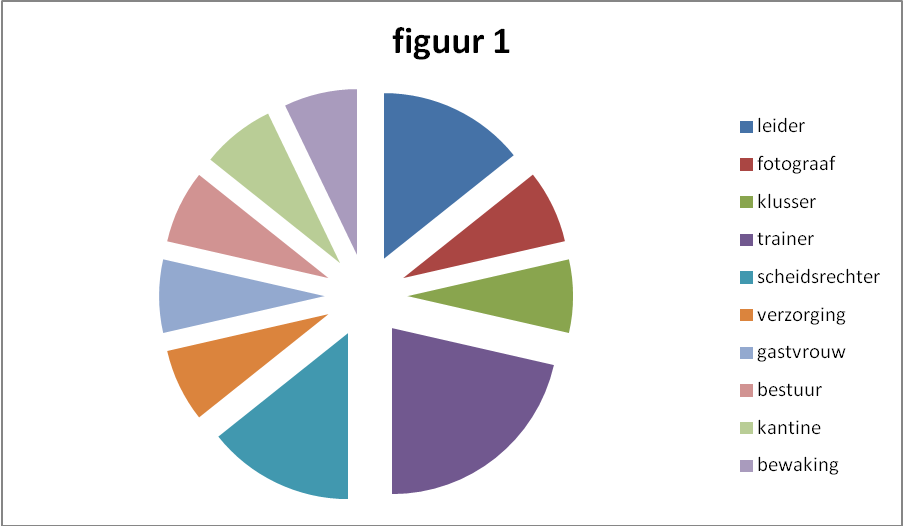 figuur 1
leider
fotograaf
klusser
trainer
scheidsrechter
verzorging
gastvrouw
bestuur
kantine
bewaking